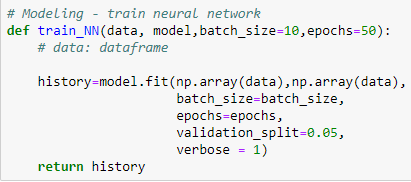 # Modeling - train neural network
def train_NN(data, model,batch_size=10,epochs=50):
    # data: dataframe

    history=model.fit(np.array(data),np.array(data),
                      batch_size=batch_size,
                      epochs=epochs,
                      validation_split=0.05,
                      verbose = 1)
    return history